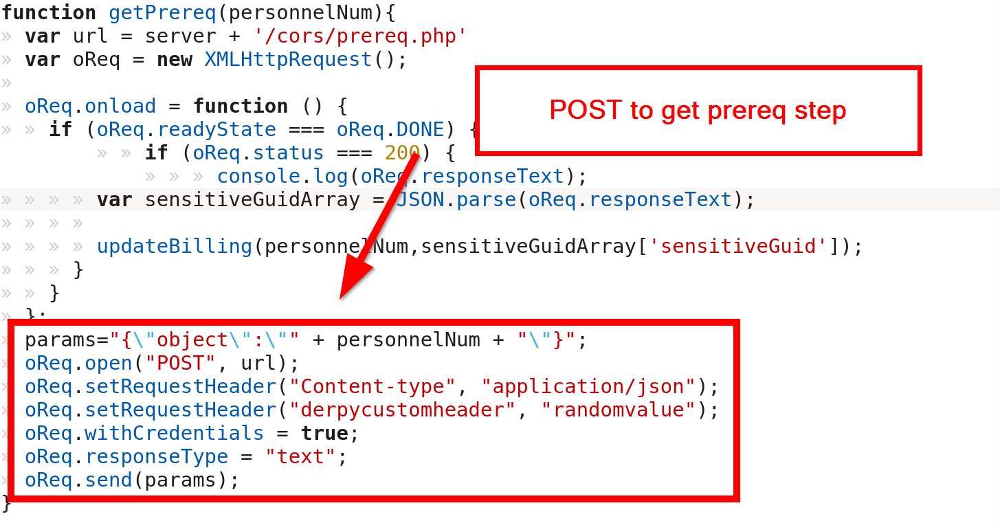 function getPrereq(personnelNum){
» var url = server + '/cors/prereq.php'
» var oReq = new XMLHttpRequest();
»
» oReq.onload = function () {
» » if (oReq.readyState === oReq.DONE) {
POST to get prereq step
» » if (oReq.status === 200) {
» » » console.log(oReq.responseText);
» » » » var sensitiveGuidArray = JSON.parse(oReq.responseText);
» » » »
» » » » updateBilling(personnelNum,sensitiveGuidArray['sensitiveGuid']);
» » » }
» » }
» };
» params="{\"object\":\"" + personnelNum + "\"}";
» oReq.open("POST", url);
» oReq.setRequestHeader("Content-type", "application/json");
» oReq.setRequestHeader("derpycustomheader", "randomvalue");
» oReq.withCredentials = true;
» oReq.responseType = "text";
» oReq.send(params);
}